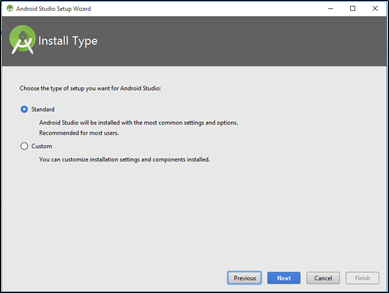 Android Studio Setup Wizard
Install Type
Choose the type of setup you want for Android Studio:
Standard
Android Studio will be installed with the most common settings and options.
Recommended for most users.
Custom
You can customize installation settings and components installed.
Previous Next Cancel Finish